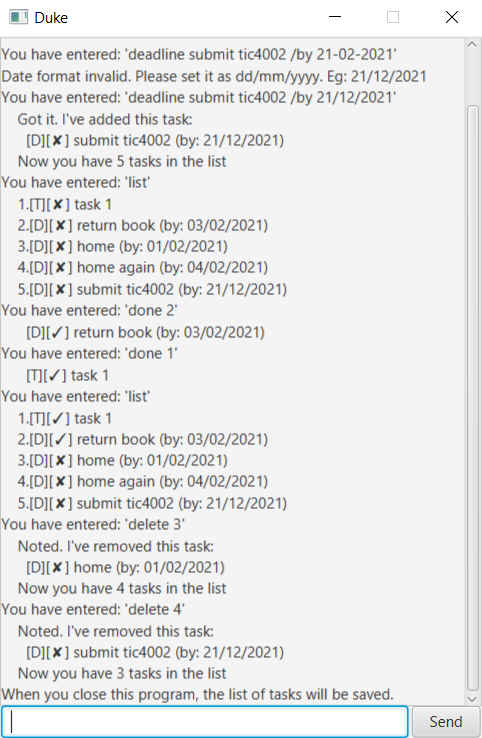 Duke
You have entered: 'deadline submit tic4002 /by 21-02-2021'
Date format invalid. Please set it as dd/mm/yyyy. Eg: 21/12/2021
You have entered: 'deadline submit tic4002 /by 21/12/2021'
Got it. I've added this task:
[D][✘] submit tic4002 (by: 21/12/2021)
Now you have 5 tasks in the list
You have entered: 'list'
1.[T][✘] task 1
2.[D][✘] return book (by: 03/02/2021)
3.[D][✘] home (by: 01/02/2021)
4.[D][✘] home again (by: 04/02/2021)
5.[D][✘] submit tic4002 (by: 21/12/2021)
You have entered: 'done 2'
[D][✓] return book (by: 03/02/2021)
You have entered: 'done 1'
[T][✓] task 1
You have entered: 'list'
1.[T][✓] task 1
2.[D][✓] return book (by: 03/02/2021)
3.[D][✘] home (by: 01/02/2021)
4.[D][✘] home again (by: 04/02/2021)
5.[D][✘] submit tic4002 (by: 21/12/2021)
You have entered: 'delete 3'
Noted. I've removed this task:
[D][✘] home (by: 01/02/2021)
Now you have 4 tasks in the list
You have entered: 'delete 4'
Noted. I've removed this task:
[D][✘] submit tic4002 (by: 21/12/2021)
Now you have 3 tasks in the list
When you close this program, the list of tasks will be saved.
Send